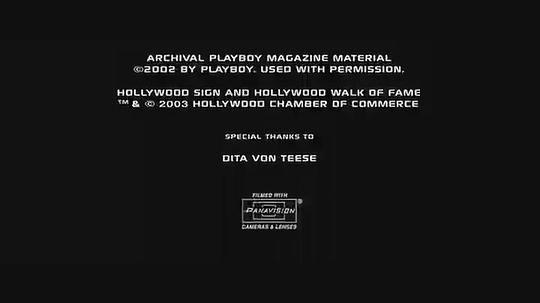 ARCHIVAL PLAYBOY MAGAZINE MATERIAL
©2002 BY PLAYBOY. USED WITH PERMISSION.
HOLLYWOOD SIGN AND HOLLYWOOD WALK OF FAME
™ & © 2003 HOLLYWOOD CHAMBER OF COMMERCE
SPECIAL THANKS TO
DITA VON TEESE
FILMED WITH
PANAVISION®
CAMERAS & LENSES